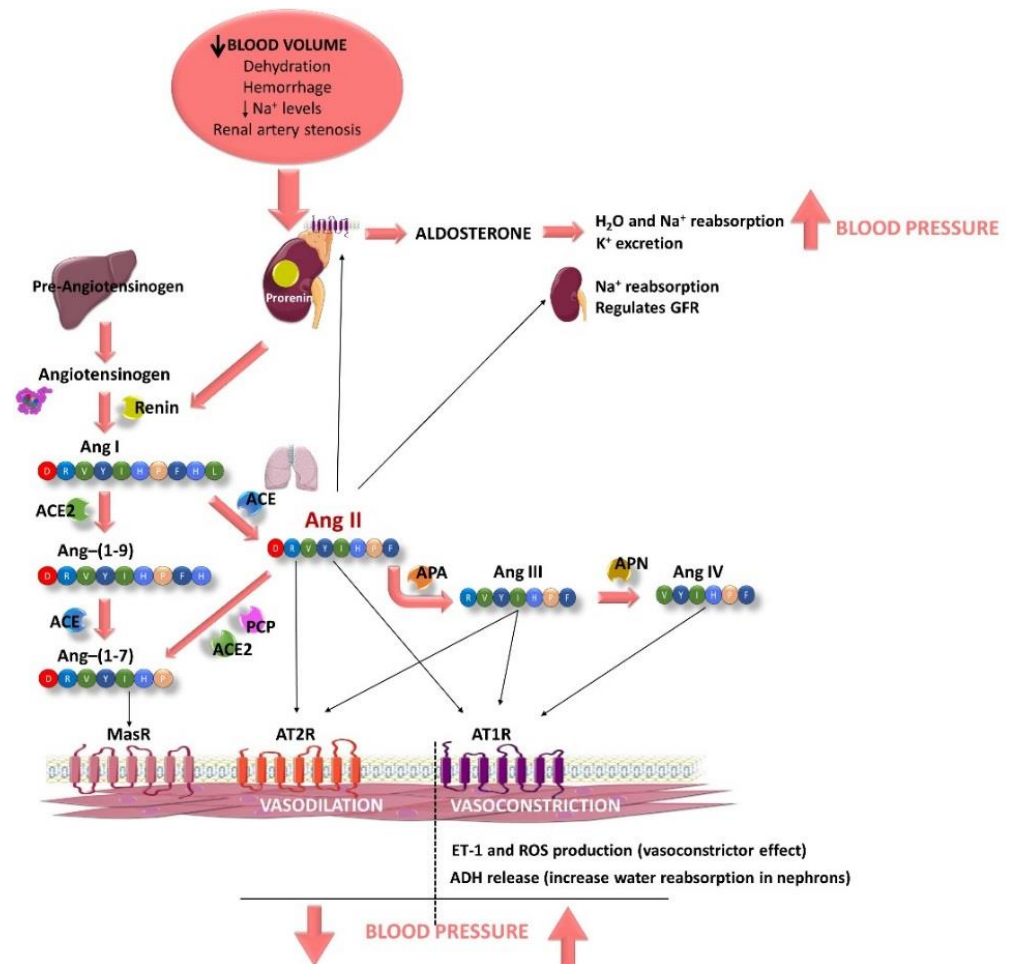 ↓BLOOD VOLUME
Dehydration
Hemorrhage
↓ Na⁺ levels
Renal artery stenosis
ALDOSTERONE
H₂O and Na⁺ reabsorption
K⁺ excretion
BLOOD PRESSURE
Pre-Angiotensinogen
Prorenin
Na⁺ reabsorption
Regulates GFR
Angiotensinogen
Renin
Ang I
D R V Y I H P F H L
ACE2
ACE
Ang II
D R V Y I H P F
Ang–(1-9)
D R V Y I H P F H
APA
Ang III
R V Y I H P F
APN
Ang IV
V Y I H P F
ACE
PCP
ACE2
Ang–(1-7)
D R V Y I H P
MasR
AT2R
AT1R
VASODILATION
VASOCONSTRICTION
ET-1 and ROS production (vasoconstrictor effect)
ADH release (increase water reabsorption in nephrons)
BLOOD PRESSURE